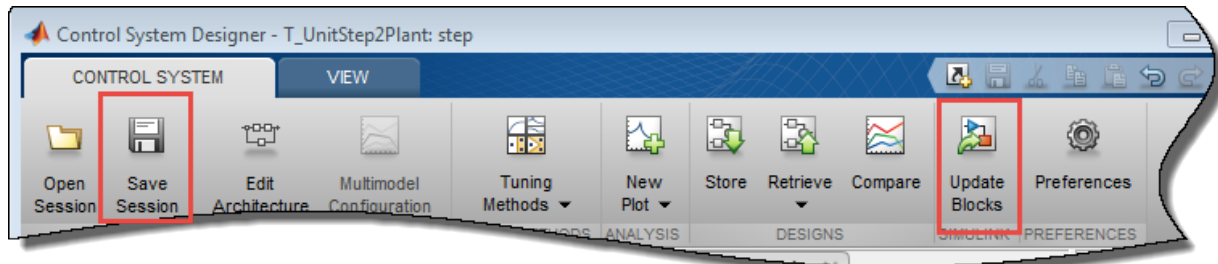 Control System Designer - T_UnitStep2Plant: step
CONTROL SYSTEM VIEW
Open Session
Save Session
Edit Architecture
Multimodel Configuration
Tuning Methods
New Plot
Store
Retrieve
Compare
Update Blocks
Preferences
ANALYSIS DESIGNS SIMULINK PREFERENCES